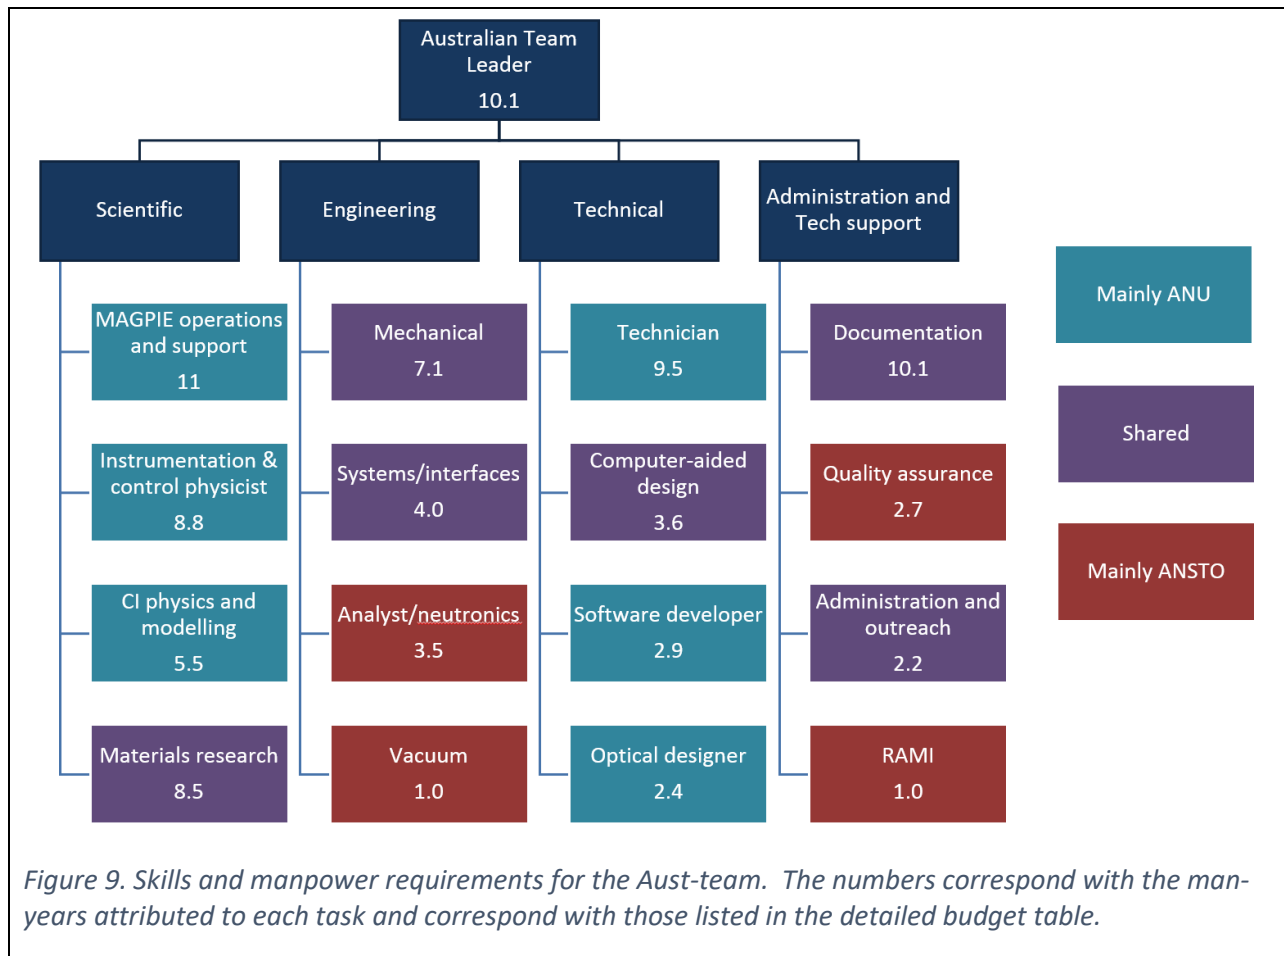 Australian Team
Leader
10.1
Scientific
Engineering
Technical
Administration and
Tech support
MAGPIE operations
and support
11
Instrumentation &
control physicist
8.8
CI physics and
modelling
5.5
Materials research
8.5
Mechanical
7.1
Systems/interfaces
4.0
Analyst/neutronics
3.5
Vacuum
1.0
Technician
9.5
Computer-aided
design
3.6
Software developer
2.9
Optical designer
2.4
Documentation
10.1
Quality assurance
2.7
Administration and
outreach
2.2
RAMI
1.0
Mainly ANU
Shared
Mainly ANSTO
Figure 9. Skills and manpower requirements for the Aust-team.  The numbers correspond with the man-
years attributed to each task and correspond with those listed in the detailed budget table.